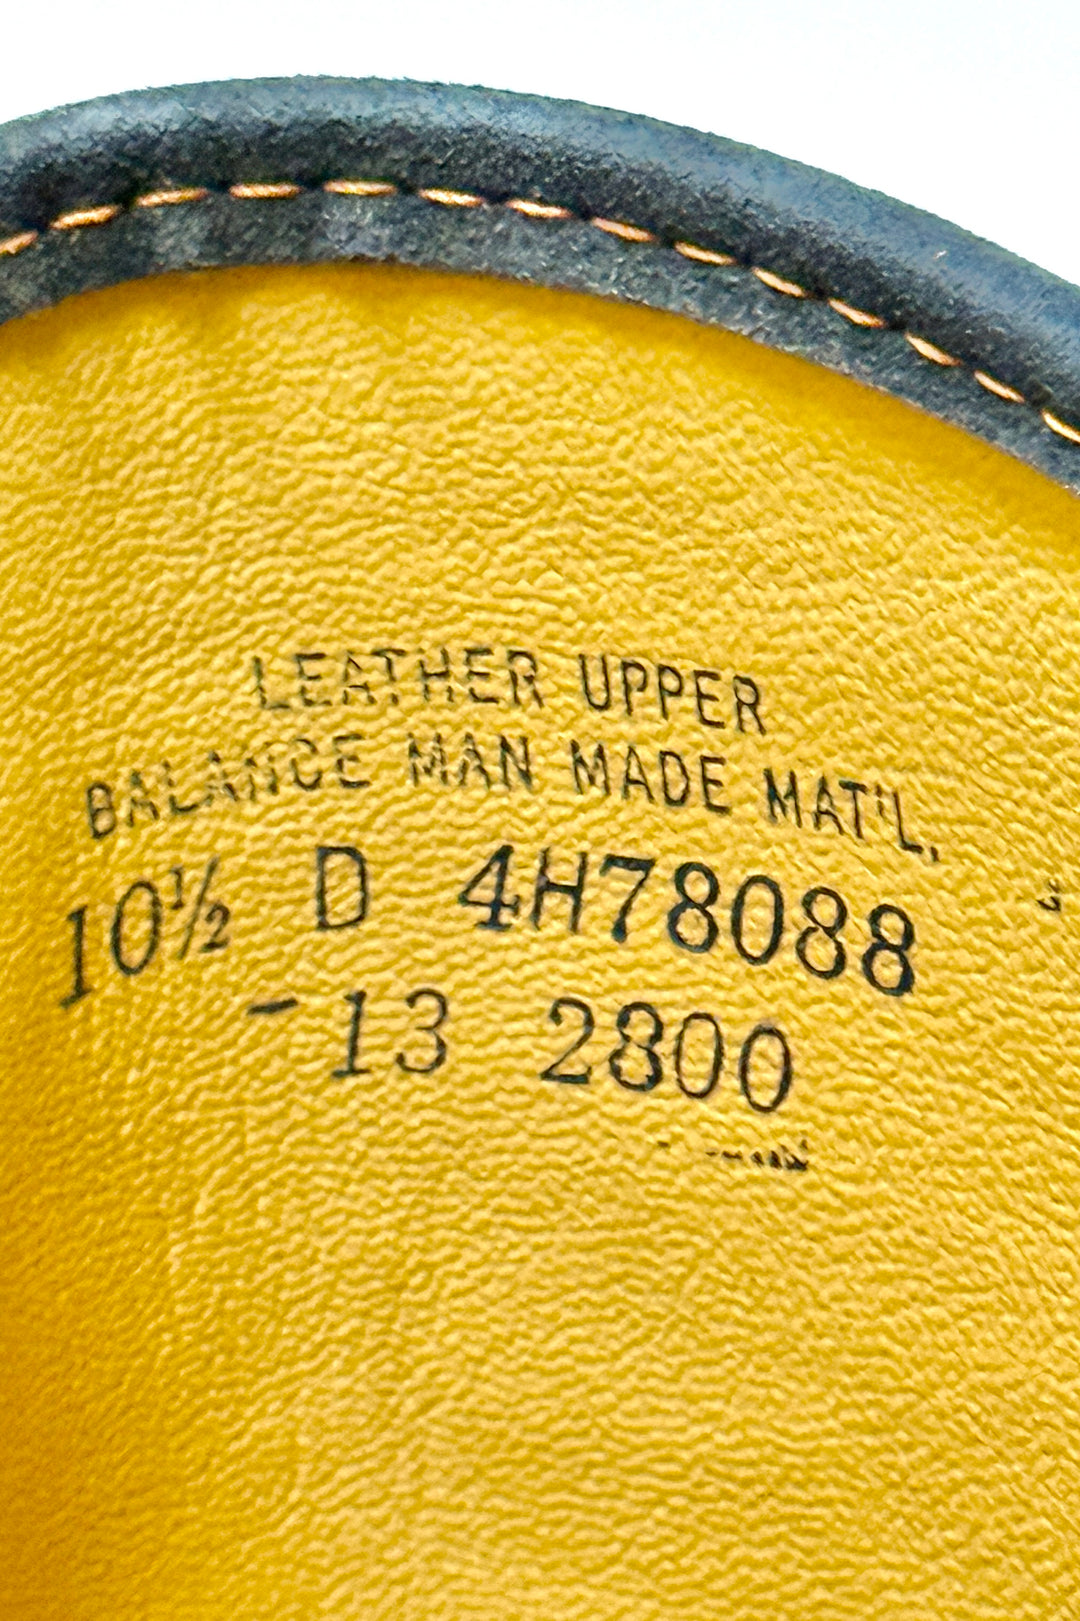 LEATHER UPPER
BALANCE MAN MADE MAT'L.
10½ D 4H78088
-13 2800